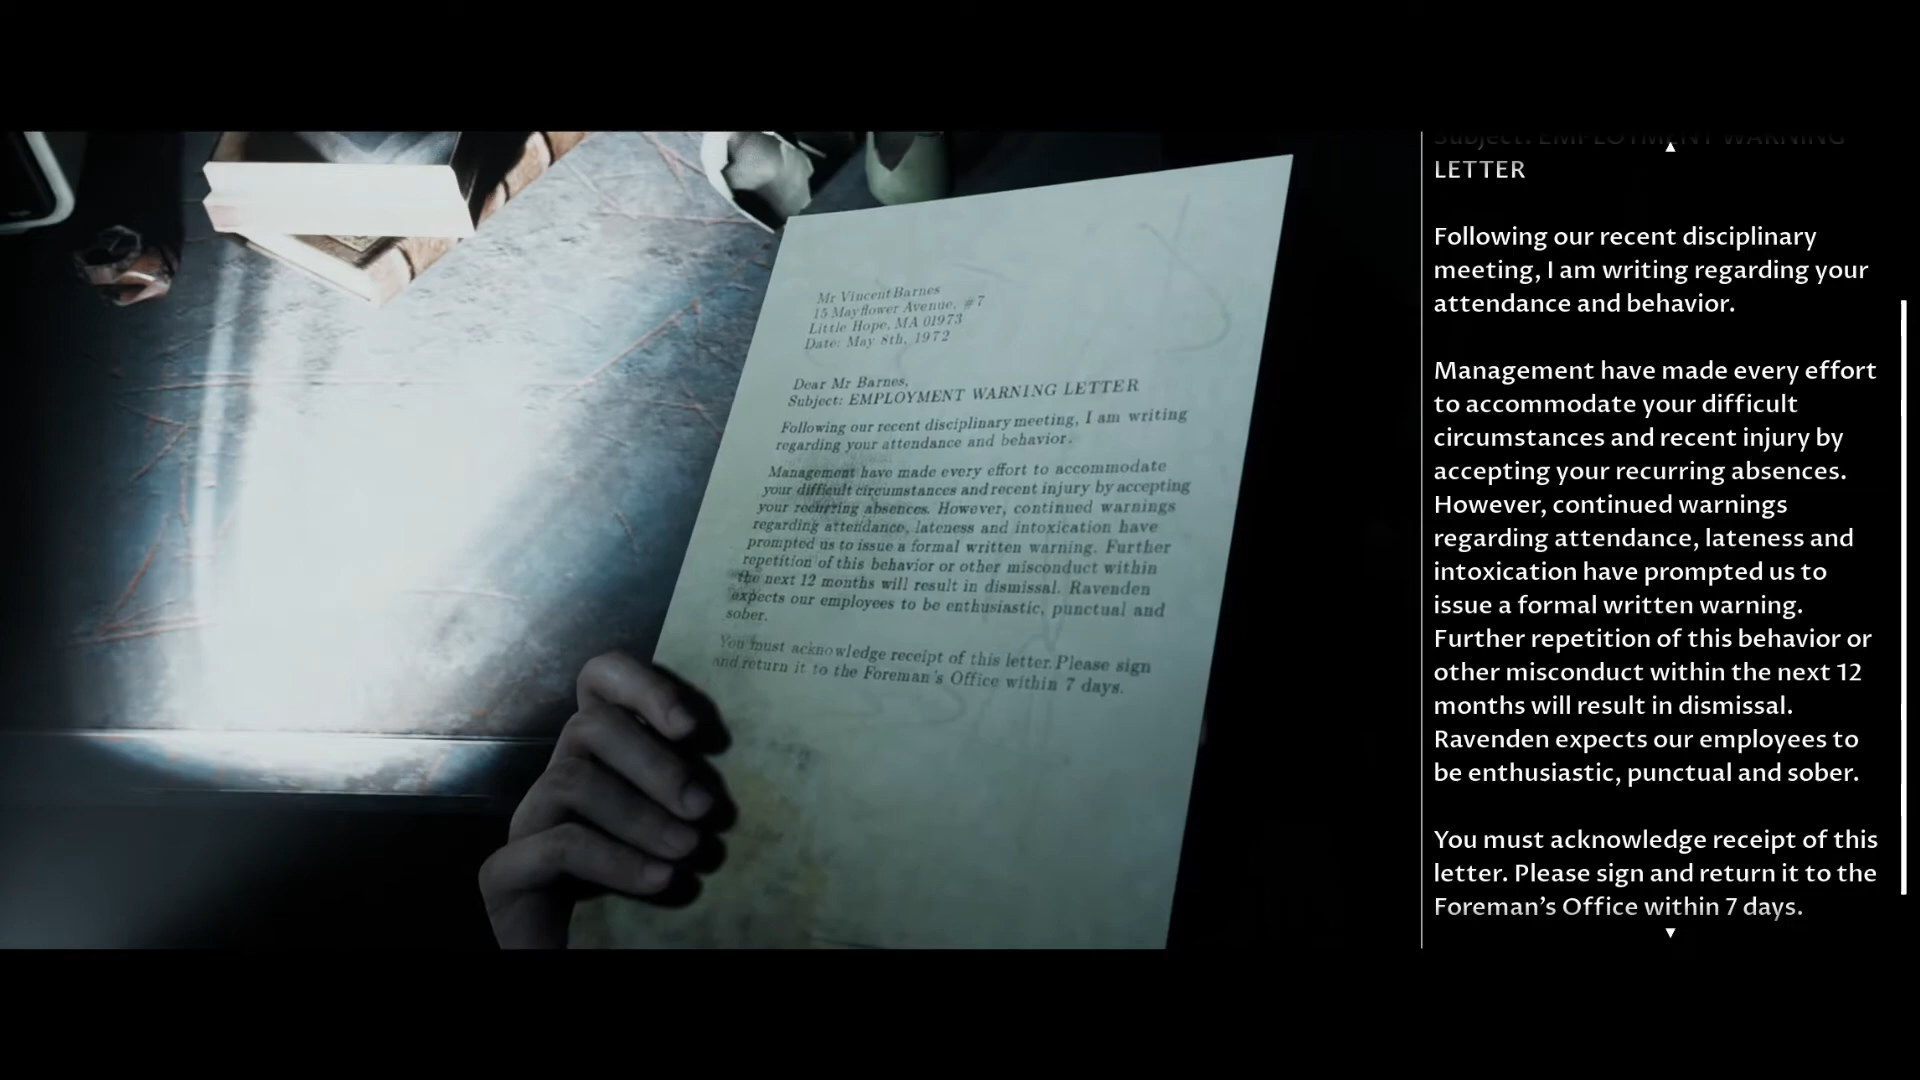 Mr Vincent Barnes
15 Mayflower Avenue, #7
Little Hope, MA 01973
Date: May 8th, 1972
Dear Mr Barnes,
Subject: EMPLOYMENT WARNING LETTER
Following our recent disciplinary meeting, I am writing
regarding your attendance and behavior.
Management have made every effort to accommodate
your difficult circumstances and recent injury by accepting
your recurring absences. However, continued warnings
regarding attendance, lateness and intoxication have
prompted us to issue a formal written warning. Further
repetition of this behavior or other misconduct within
the next 12 months will result in dismissal. Ravenden
expects our employees to be enthusiastic, punctual and
sober.
You must acknowledge receipt of this letter. Please sign
and return it to the Foreman's Office within 7 days.
Subject: EMPLOYMENT WARNING
LETTER
Following our recent disciplinary
meeting, I am writing regarding your
attendance and behavior.
Management have made every effort
to accommodate your difficult
circumstances and recent injury by
accepting your recurring absences.
However, continued warnings
regarding attendance, lateness and
intoxication have prompted us to
issue a formal written warning.
Further repetition of this behavior or
other misconduct within the next 12
months will result in dismissal.
Ravenden expects our employees to
be enthusiastic, punctual and sober.
You must acknowledge receipt of this
letter. Please sign and return it to the
Foreman’s Office within 7 days.